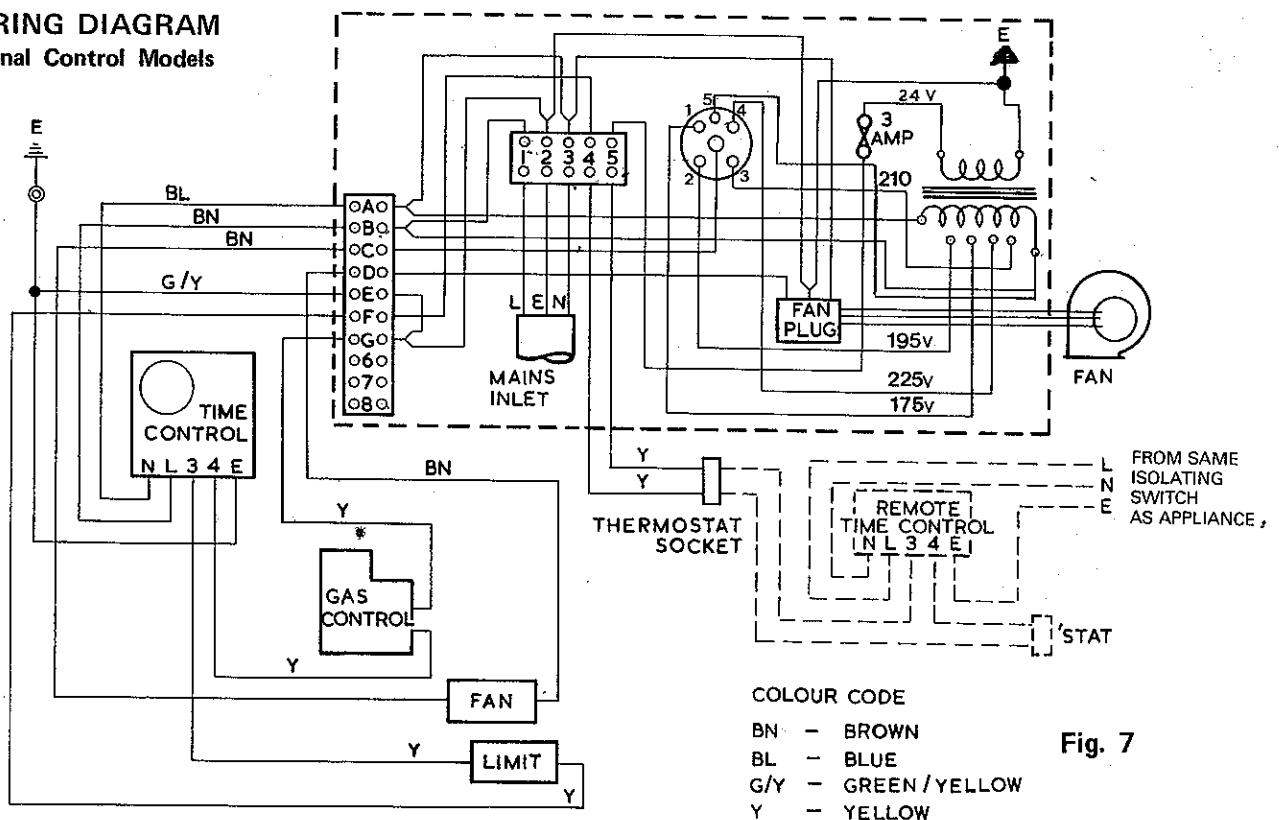 RING DIAGRAM
nal Control Models
E
BL
BN
BN
G/Y
A
B
C
D
E
F
G
6
7
8
1 2 3 4 5
L E N
MAINS
INLET
1
5
4
2
3
24 V
3
AMP
E
210
FAN
PLUG
195v
225v
175v
FAN
TIME
CONTROL
N L 3 4 E
BN
Y
*
GAS
CONTROL
Y
FAN
Y
LIMIT
Y
Y
Y
THERMOSTAT
SOCKET
REMOTE
TIME CONTROL
N L 3 4 E
L
N
E
FROM SAME
ISOLATING
SWITCH
AS APPLIANCE,
'STAT
COLOUR CODE
BN – BROWN
BL – BLUE
G/Y – GREEN/YELLOW
Y – YELLOW
Fig. 7